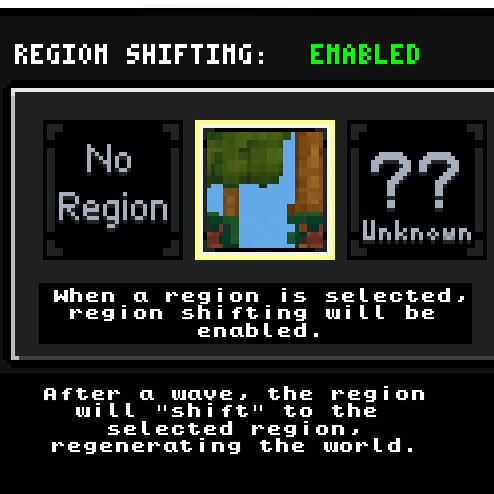 REGION SHIFTING: ENABLED
No
Region
??
Unknown
When a region is selected,
region shifting will be
enabled.
After a wave, the region
will "shift" to the
selected region,
regenerating the world.